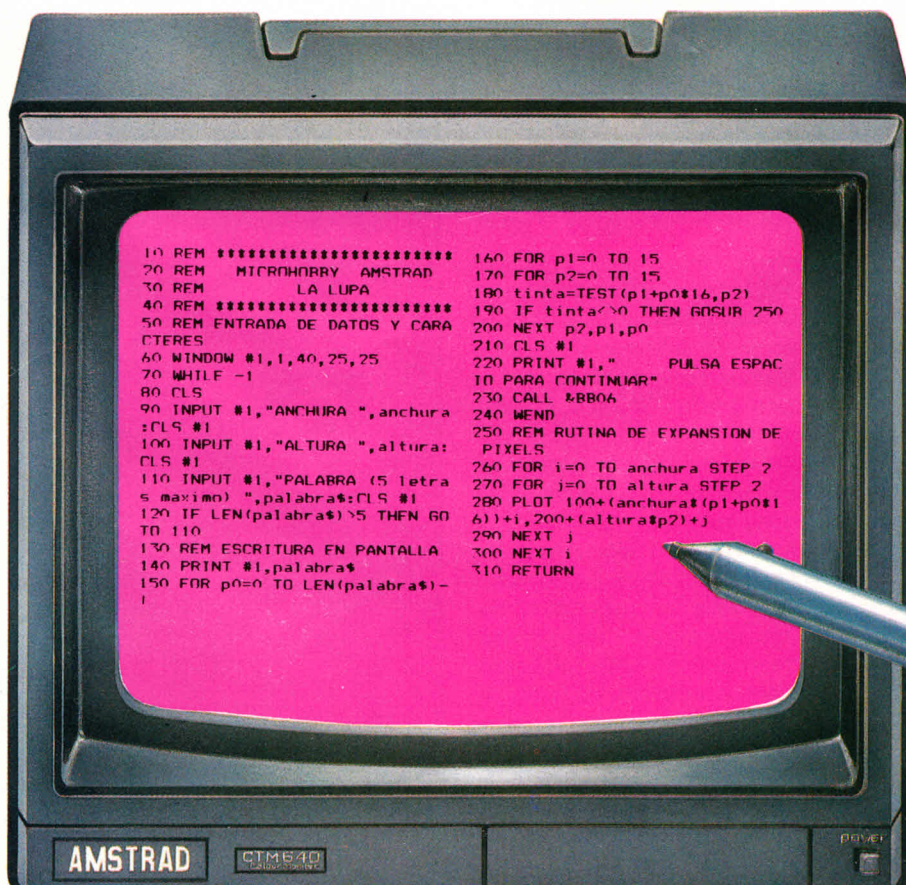 10 REM ***********************
20 REM    MICROHOBBY  AMSTRAD
30 REM           LA LUPA
40 REM ***********************
50 REM ENTRADA DE DATOS Y CARA
CTERES
60 WINDOW #1,1,40,25,25
70 WHILE -1
80 CLS
90 INPUT #1,"ANCHURA ",anchura
:CLS #1
100 INPUT #1,"ALTURA ",altura:
CLS #1
110 INPUT #1,"PALABRA (5 letra
s maximo) ",palabra$:CLS #1
120 IF LEN(palabra$)>5 THEN GO
TO 110
130 REM ESCRITURA EN PANTALLA
140 PRINT #1,palabra$
150 FOR p0=0 TO LEN(palabra$)-
1
160 FOR p1=0 TO 15
170 FOR p2=0 TO 15
180 tinta=TEST(p1+p0*16,p2)
190 IF tinta<>0 THEN GOSUB 250
200 NEXT p2,p1,p0
210 CLS #1
220 PRINT #1,"     PULSA ESPAC
IO PARA CONTINUAR"
230 CALL &BB06
240 WEND
250 REM RUTINA DE EXPANSION DE
 PIXELS
260 FOR i=0 TO anchura STEP 2
270 FOR j=0 TO altura STEP 2
280 PLOT 100+(anchura*(p1+p0*1
6))+i,200+(altura*p2)+j
290 NEXT j
300 NEXT i
310 RETURN
AMSTRAD
CTM640
power